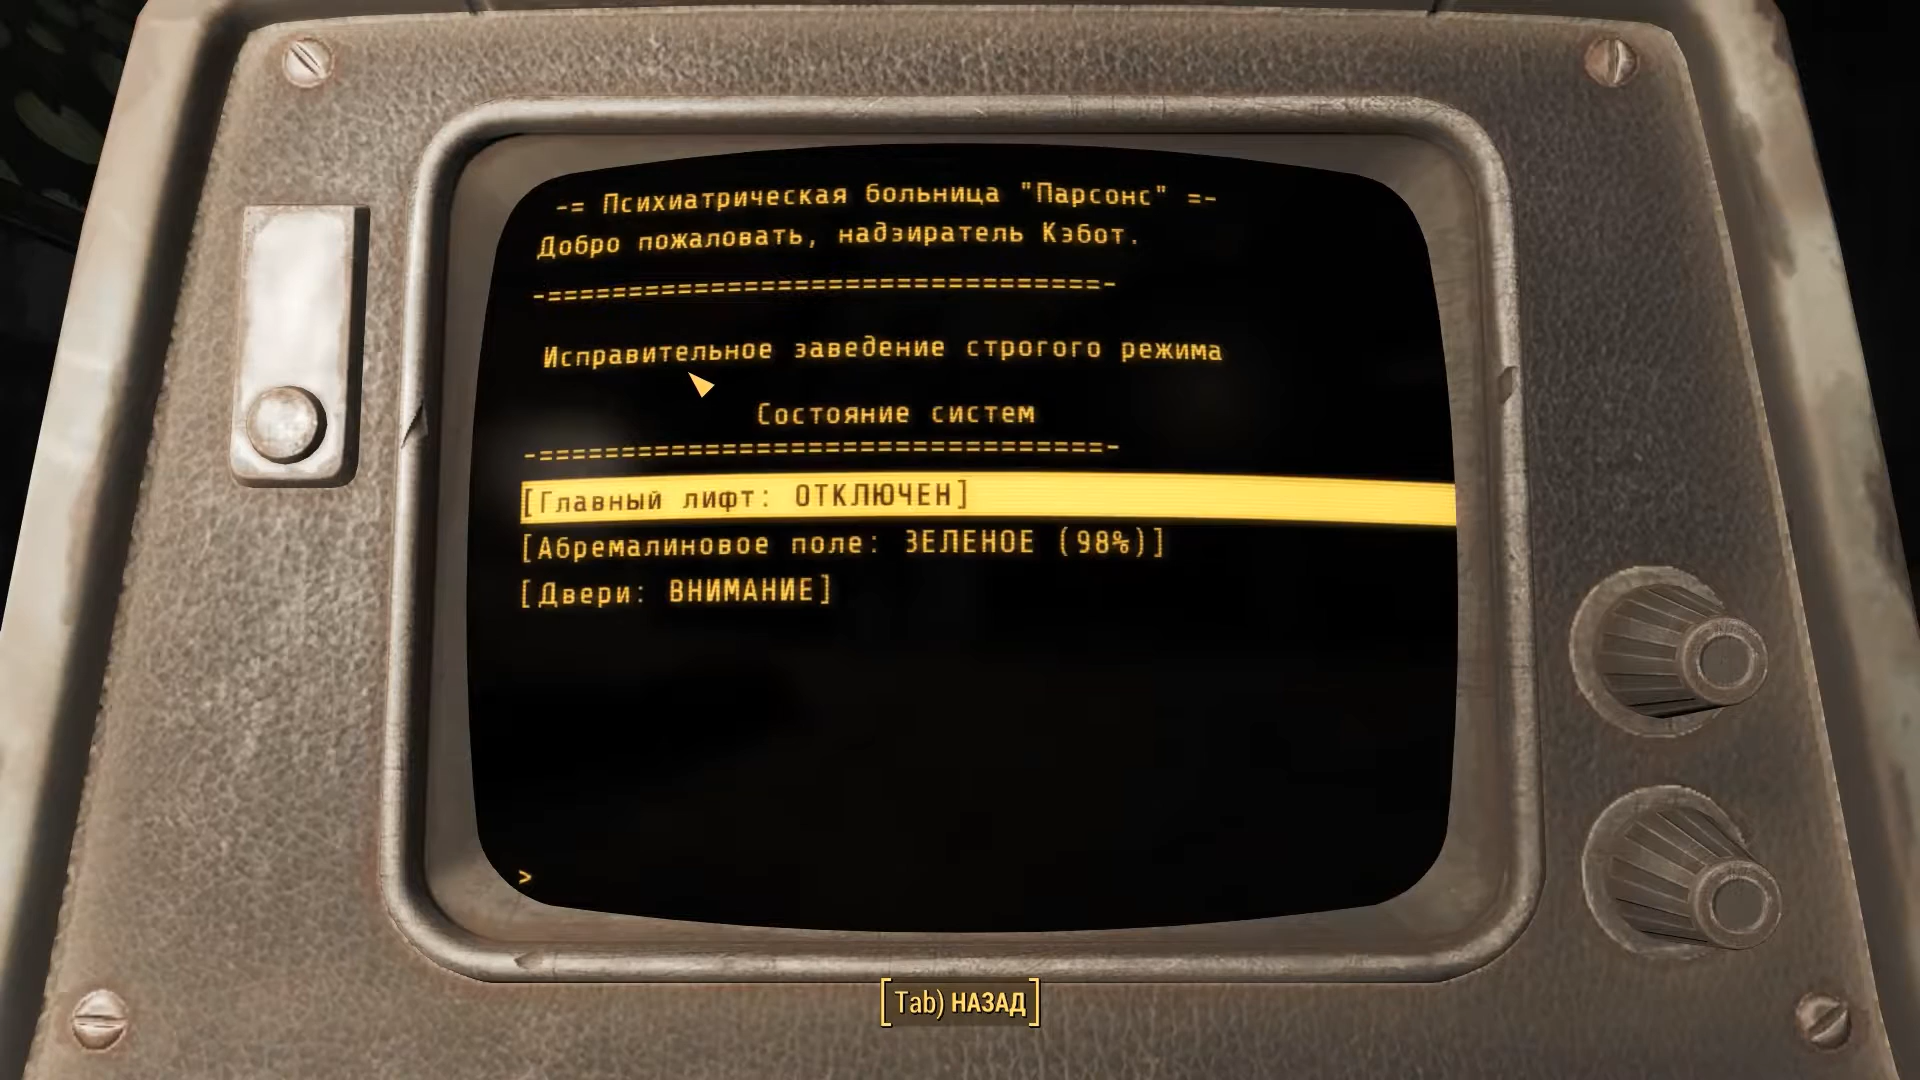 -= Психиатрическая больница "Парсонс" =-
Добро пожаловать, надзиратель Кэбот.
-==================================-
Исправительное заведение строгого режима
Состояние систем
-==================================-
[Главный лифт: ОТКЛЮЧЕН]
[Абремалиновое поле: ЗЕЛЕНОЕ (98%)]
[Двери: ВНИМАНИЕ]
>
[Tab) НАЗАД]